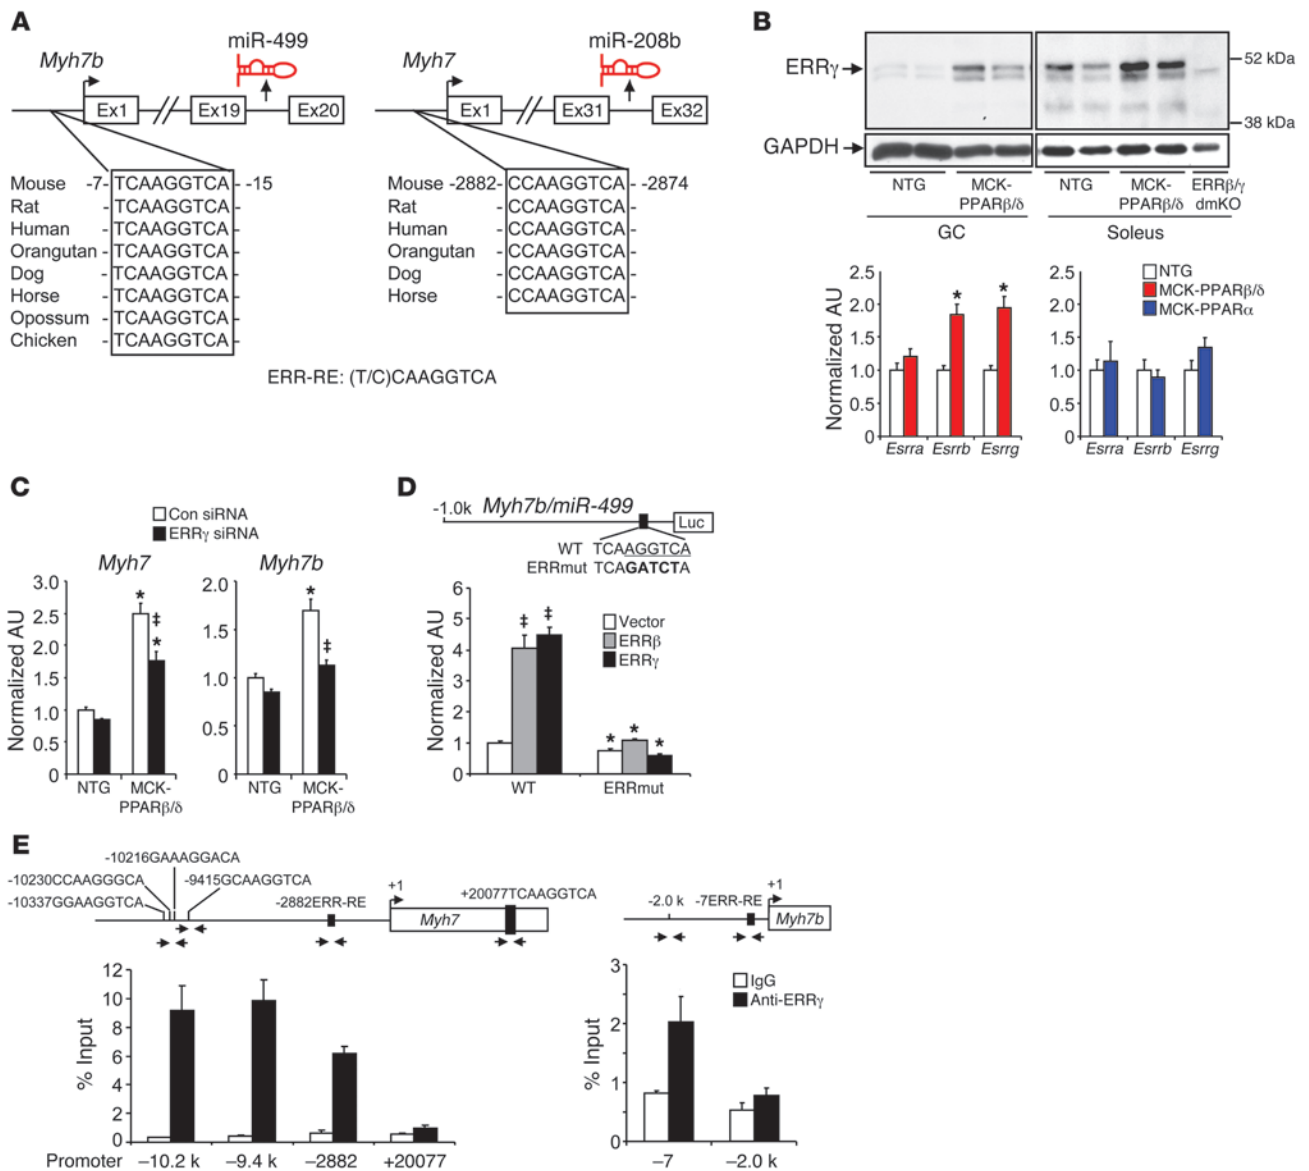 A
Myh7b
miR-499
Ex1
Ex19
Ex20
Mouse -7- TCAAGGTCA - -15
Rat - TCAAGGTCA -
Human - TCAAGGTCA -
Orangutan - TCAAGGTCA -
Dog - TCAAGGTCA -
Horse - TCAAGGTCA -
Opossum - TCAAGGTCA -
Chicken - TCAAGGTCA -
Myh7
miR-208b
Ex1
Ex31
Ex32
Mouse -2882- CCAAGGTCA - -2874
Rat - CCAAGGTCA -
Human - CCAAGGTCA -
Orangutan - CCAAGGTCA -
Dog - CCAAGGTCA -
Horse - CCAAGGTCA -
ERR-RE: (T/C)CAAGGTCA
B
ERRγ
GAPDH
52 kDa
38 kDa
NTG
MCK-
PPARβ/δ
NTG
MCK-
PPARβ/δ
ERRβ/γ
dmKO
GC
Soleus
Normalized AU
2.5
2.0
1.5
1.0
0.5
0
* *
Esrra Esrrb Esrrg
2.5
2.0
1.5
1.0
0.5
0
NTG
MCK-PPARβ/δ
MCK-PPARα
Esrra Esrrb Esrrg
C
Con siRNA
ERRγ siRNA
Myh7
Normalized AU
3.0
2.5
2.0
1.5
1.0
0.5
0
*
‡
*
NTG
MCK-
PPARβ/δ
Myh7b
2.0
1.5
1.0
0.5
0
*
‡
NTG
MCK-
PPARβ/δ
D
-1.0k Myh7b/miR-499
Luc
WT TCAAGGTCA
ERRmut TCAGATCTA
Normalized AU
6
5
4
2
1
0
‡ ‡
* * *
Vector
ERRβ
ERRγ
WT
ERRmut
E
-10216GAAAGGACA
-10230CCAAGGGCA
-9415GCAAGGTCA
-10337GGAAGGTCA
-2882ERR-RE
+1
+20077TCAAGGTCA
Myh7
% Input
12
10
8
6
4
2
0
Promoter –10.2 k –9.4 k –2882 +20077
-2.0 k
-7ERR-RE
+1
Myh7b
IgG
Anti-ERRγ
% Input
3
2
1
0
–7 –2.0 k